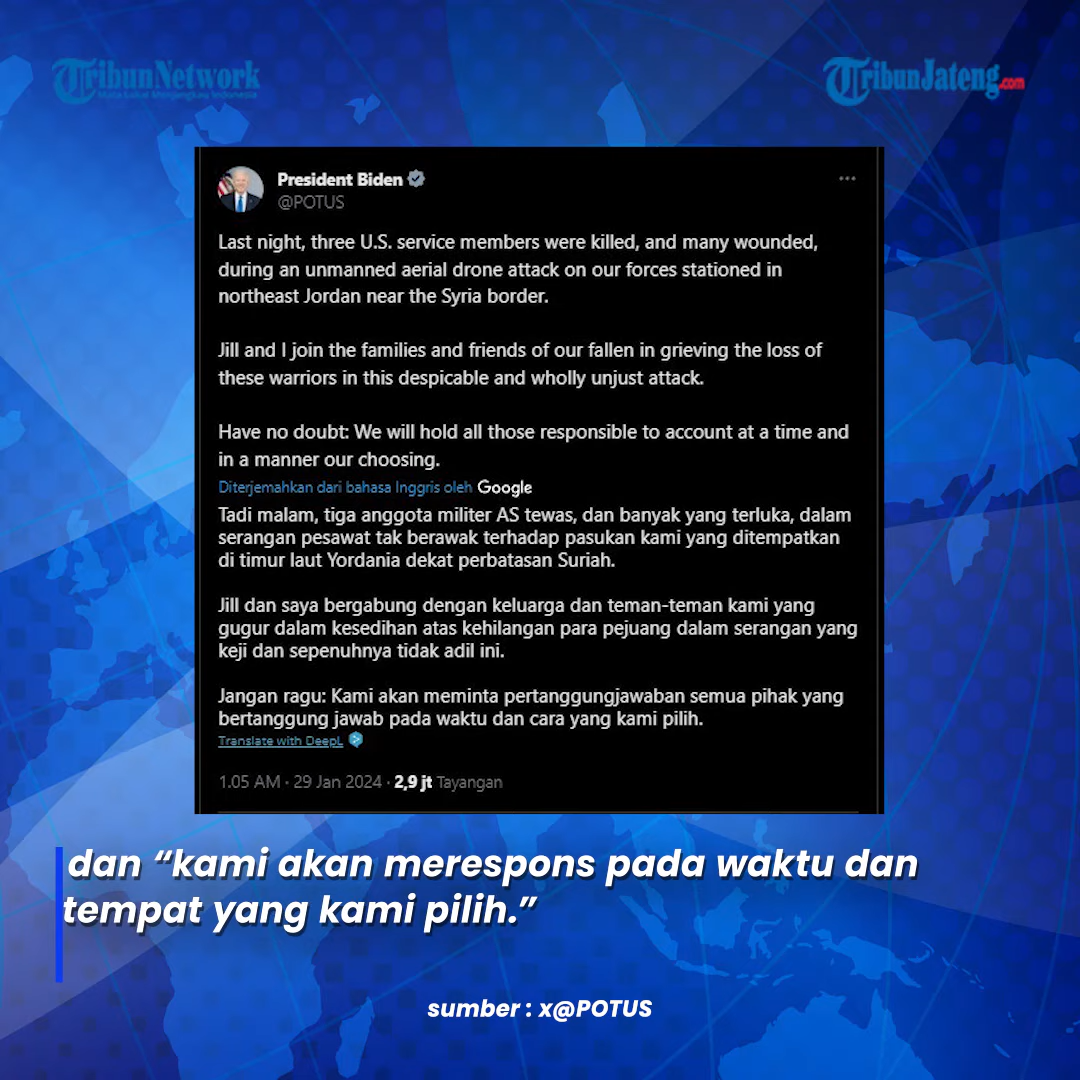 TribunNetwork
Mata Lokal Menjangkau Indonesia
TribunJateng.com
President Biden
@POTUS
Last night, three U.S. service members were killed, and many wounded,
during an unmanned aerial drone attack on our forces stationed in
northeast Jordan near the Syria border.
Jill and I join the families and friends of our fallen in grieving the loss of
these warriors in this despicable and wholly unjust attack.
Have no doubt: We will hold all those responsible to account at a time and
in a manner our choosing.
Diterjemahkan dari bahasa Inggris oleh Google
Tadi malam, tiga anggota militer AS tewas, dan banyak yang terluka, dalam
serangan pesawat tak berawak terhadap pasukan kami yang ditempatkan
di timur laut Yordania dekat perbatasan Suriah.
Jill dan saya bergabung dengan keluarga dan teman-teman kami yang
gugur dalam kesedihan atas kehilangan para pejuang dalam serangan yang
keji dan sepenuhnya tidak adil ini.
Jangan ragu: Kami akan meminta pertanggungjawaban semua pihak yang
bertanggung jawab pada waktu dan cara yang kami pilih.
Translate with DeepL
1.05 AM · 29 Jan 2024 · 2,9 jt Tayangan
dan “kami akan merespons pada waktu dan
tempat yang kami pilih.”
sumber : x@POTUS